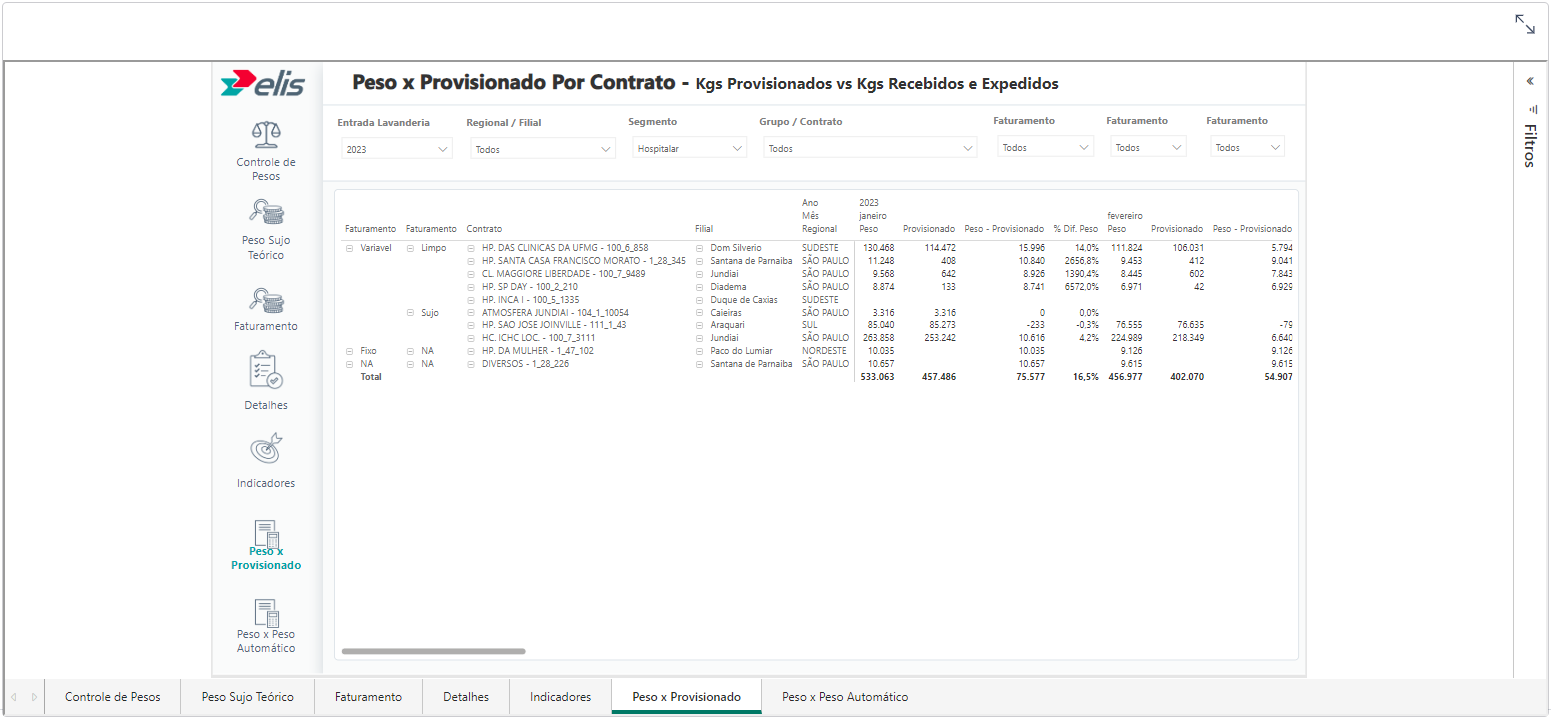 elis
Peso x Provisionado Por Contrato - Kgs Provisionados vs Kgs Recebidos e Expedidos
Entrada Lavanderia Regional / Filial Segmento Grupo / Contrato Faturamento Faturamento Faturamento
2023 Todos Hospitalar Todos Todos Todos Todos
Controle de
Pesos
Peso Sujo
Teórico
Faturamento
Detalhes
Indicadores
Peso x
Provisionado
Peso x Peso
Automático
Ano 2023
Mês janeiro fevereiro
Faturamento Faturamento Contrato Filial Regional Peso Provisionado Peso - Provisionado % Dif. Peso Peso Provisionado Peso - Provisionado
Variavel Limpo HP. DAS CLINICAS DA UFMG - 100_6_858 Dom Silverio SUDESTE 130.468 114.472 15.996 14,0% 111.824 106.031 5.794
HP. SANTA CASA FRANCISCO MORATO - 1_28_345 Santana de Parnaiba SÃO PAULO 11.248 408 10.840 2656,8% 9.453 412 9.041
CL. MAGGIORE LIBERDADE - 100_7_9489 Jundiai SÃO PAULO 9.568 642 8.926 1390,4% 8.445 602 7.843
HP. SP DAY - 100_2_210 Diadema SÃO PAULO 8.874 133 8.741 6572,0% 6.971 42 6.929
HP. INCA I - 100_5_1335 Duque de Caxias SUDESTE
Sujo ATMOSFERA JUNDIAI - 104_1_10054 Caieiras SÃO PAULO 3.316 3.316 0 0,0%
HP. SAO JOSE JOINVILLE - 111_1_43 Araquari SUL 85.040 85.273 -233 -0,3% 76.555 76.635 -79
HC. ICHC LOC. - 100_7_3111 Jundiai SÃO PAULO 263.858 253.242 10.616 4,2% 224.989 218.349 6.640
Fixo NA HP. DA MULHER - 1_47_102 Paco do Lumiar NORDESTE 10.035 10.035 9.126 9.126
NA NA DIVERSOS - 1_28_226 Santana de Parnaiba SÃO PAULO 10.657 10.657 9.615 9.615
Total 533.063 457.486 75.577 16,5% 456.977 402.070 54.907
Filtros
Controle de Pesos Peso Sujo Teórico Faturamento Detalhes Indicadores Peso x Provisionado Peso x Peso Automático